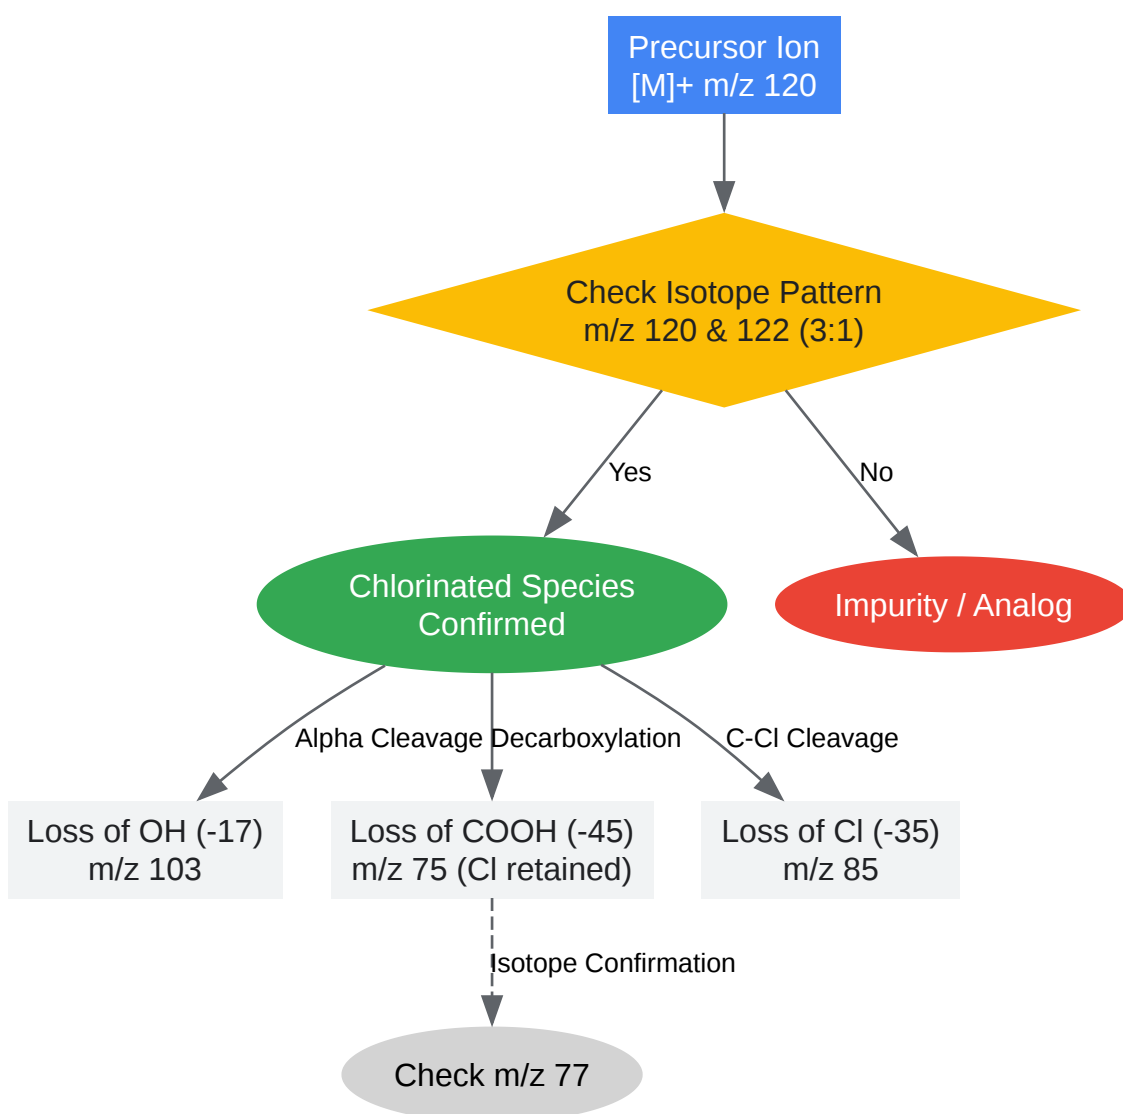 Precursor Ion
[M]+ m/z 120
Check Isotope Pattern
m/z 120 & 122 (3:1)
Yes
No
Chlorinated Species
Confirmed
Impurity / Analog
Alpha Cleavage
Decarboxylation
C-Cl Cleavage
Loss of OH (-17)
m/z 103
Loss of COOH (-45)
m/z 75 (Cl retained)
Loss of Cl (-35)
m/z 85
Isotope Confirmation
Check m/z 77